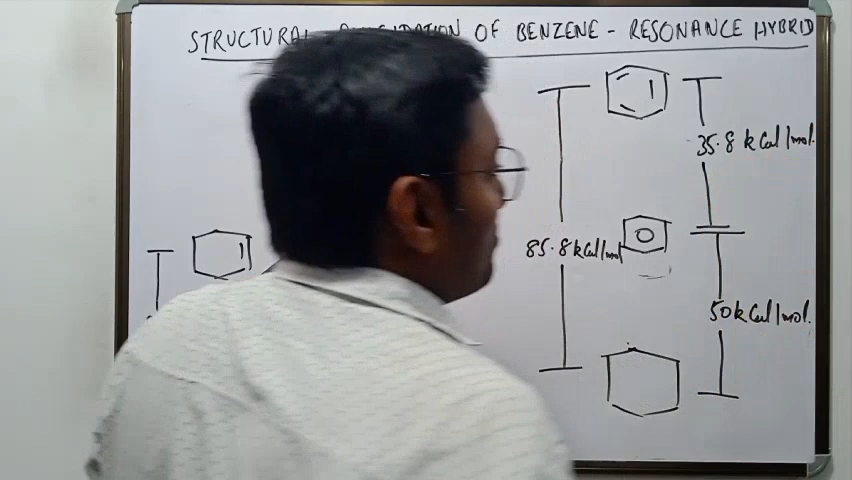 STRUCTURAL OF BENZENE - RESONANCE HYBRID
35.8 kCal/mol.
85.8 kCal/mol
50 kCal/mol.